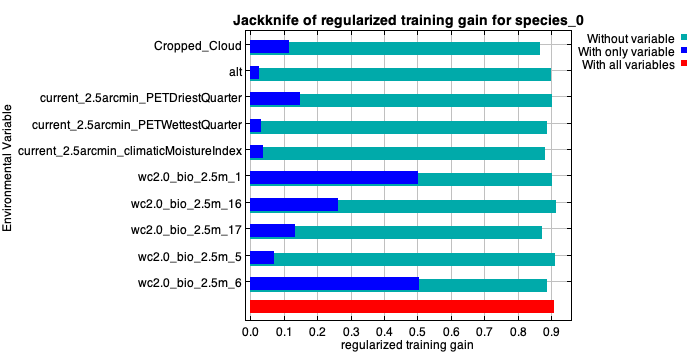 Jackknife of regularized training gain for species_0
Without variable
With only variable
With all variables
Environmental Variable
Cropped_Cloud
alt
current_2.5arcmin_PETDriestQuarter
current_2.5arcmin_PETWettestQuarter
current_2.5arcmin_climaticMoistureIndex
wc2.0_bio_2.5m_1
wc2.0_bio_2.5m_16
wc2.0_bio_2.5m_17
wc2.0_bio_2.5m_5
wc2.0_bio_2.5m_6
0.0 0.1 0.2 0.3 0.4 0.5 0.6 0.7 0.8 0.9
regularized training gain